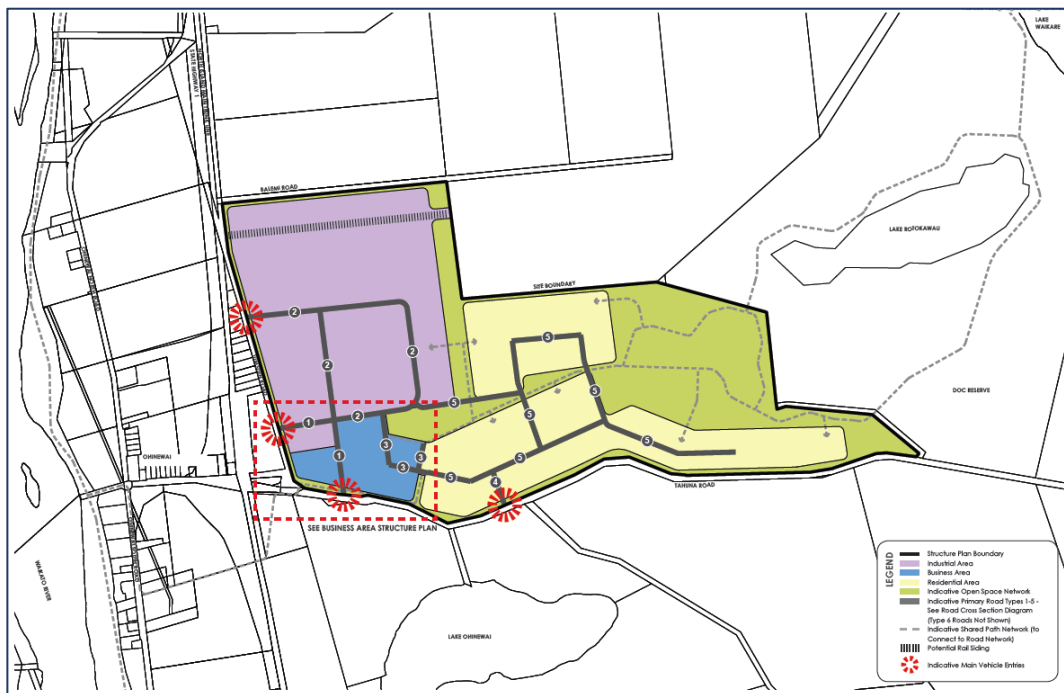 LAKE
WAIKARE
STATE HIGHWAY 1
BALEMI ROAD
LAKE ROTOKAWAU
SITE BOUNDARY
2
2
2
5
5
DOC RESERVE
1
2
5
5
5
OHINEWAI
1
3
3
3
5
5
4
TAHUNA ROAD
SEE BUSINESS AREA STRUCTURE PLAN
WAIKATO RIVER
LAKE OHINEWAI
LEGEND
Structure Plan Boundary
Industrial Area
Business Area
Residential Area
Indicative Open Space Network
Indicative Primary Road Types 1-5 -
See Road Cross Section Diagram
(Type 6 Roads Not Shown)
Indicative Shared Path Network (to
Connect to Road Network)
Potential Rail Siding
Indicative Main Vehicle Entries